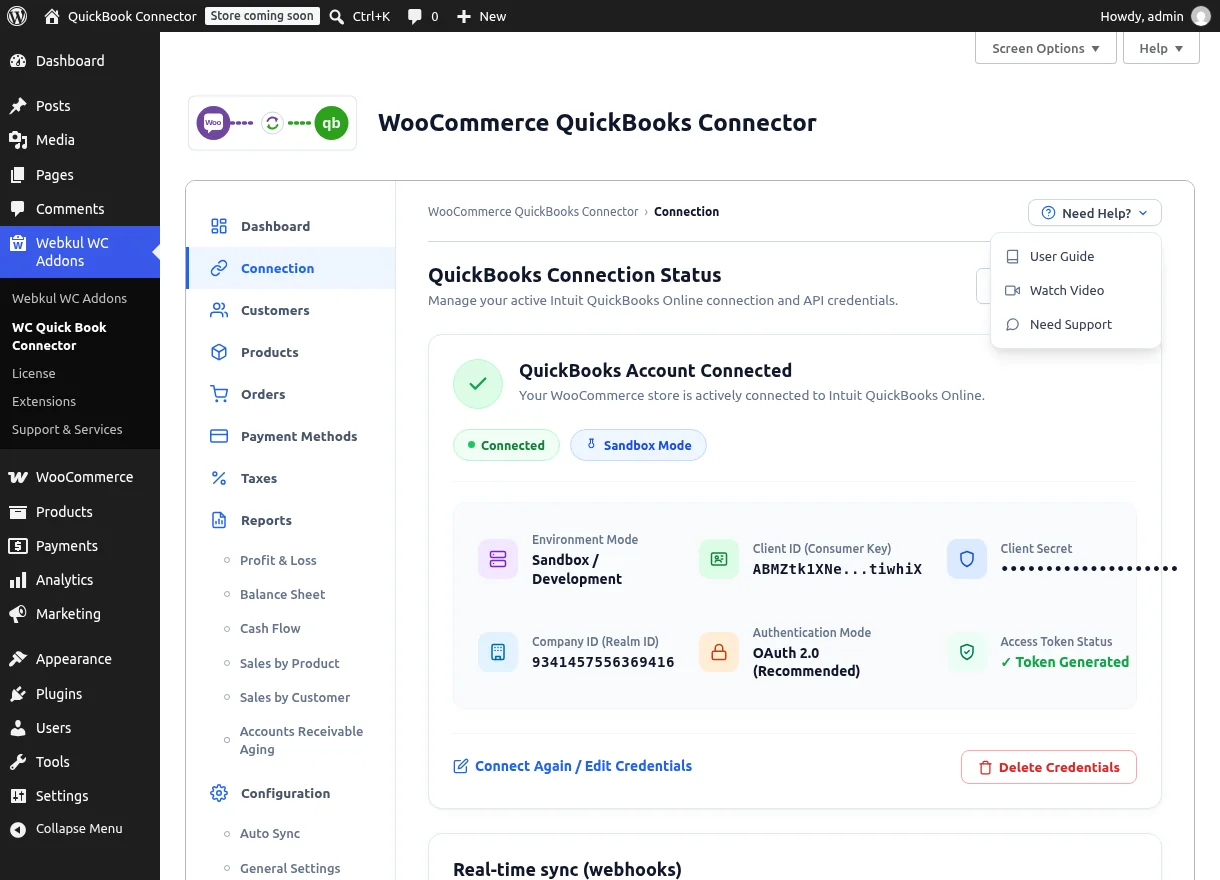 QuickBook Connector
Store coming soon
Ctrl+K
0
New
Howdy, admin
Dashboard
Posts
Media
Pages
Comments
Webkul WC
Addons
Webkul WC Addons
WC Quick Book
Connector
License
Extensions
Support & Services
WooCommerce
Products
Payments
Analytics
Marketing
Appearance
Plugins
Users
Tools
Settings
Collapse Menu
Screen Options ▼
Help ▼
Woo
qb
WooCommerce QuickBooks Connector
Dashboard
Connection
Customers
Products
Orders
Payment Methods
Taxes
Reports
Profit & Loss
Balance Sheet
Cash Flow
Sales by Product
Sales by Customer
Accounts Receivable
Aging
Configuration
Auto Sync
General Settings
WooCommerce QuickBooks Connector › Connection
Need Help?
User Guide
Watch Video
Need Support
QuickBooks Connection Status
Manage your active Intuit QuickBooks Online connection and API credentials.
QuickBooks Account Connected
Your WooCommerce store is actively connected to Intuit QuickBooks Online.
Connected
Sandbox Mode
Environment Mode
Sandbox /
Development
Client ID (Consumer Key)
ABMZtk1XNe...tiwhiX
Client Secret
••••••••••••••••••••
Company ID (Realm ID)
9341457556369416
Authentication Mode
OAuth 2.0
(Recommended)
Access Token Status
✓ Token Generated
Connect Again / Edit Credentials
Delete Credentials
Real-time sync (webhooks)